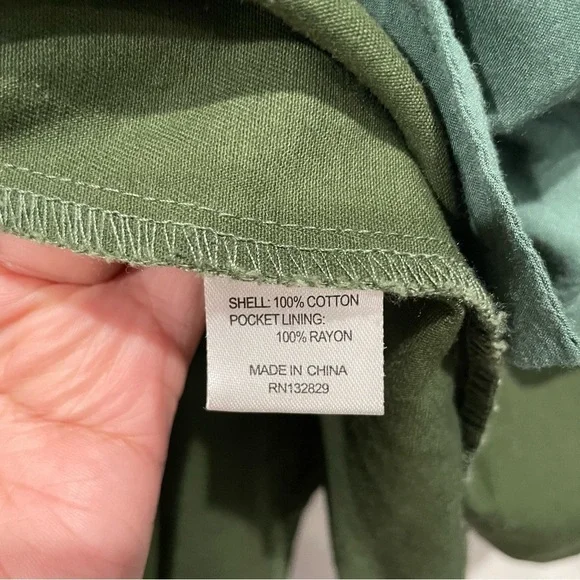 SHELL: 100% COTTON
POCKET LINING:
100% RAYON
MADE IN CHINA
RN132829